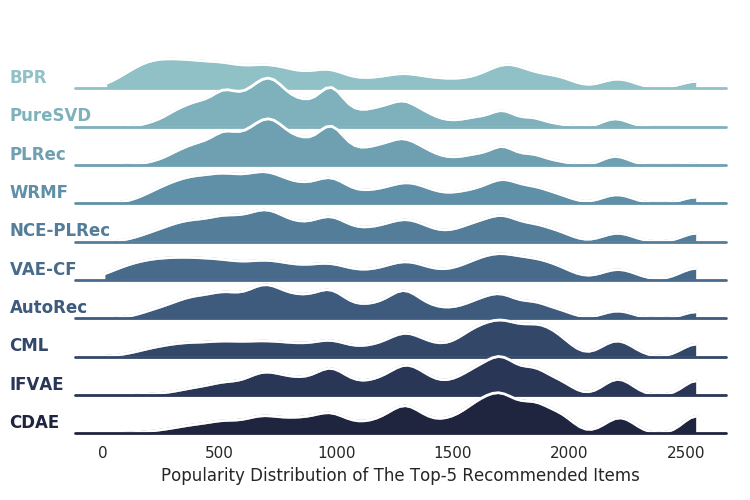 BPR
PureSVD
PLRec
WRMF
NCE-PLRec
VAE-CF
AutoRec
CML
IFVAE
CDAE
0 500 1000 1500 2000 2500
Popularity Distribution of The Top-5 Recommended Items